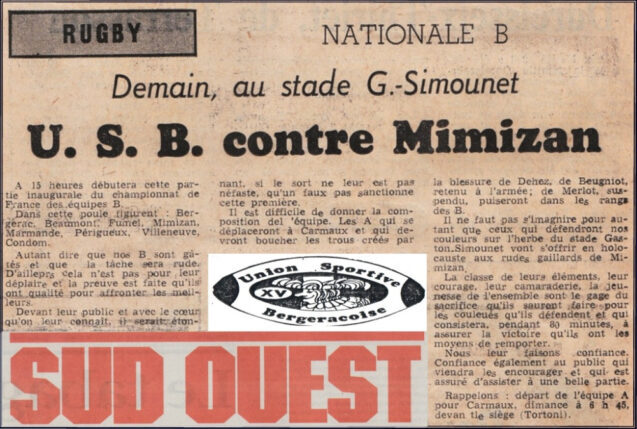 RUGBY
NATIONALE B
Demain, au stade G.-Simounet
U. S. B. contre Mimizan
A 15 heures débutera cette par-
tie inaugurale du championnat de
France des équipes B.
Dans cette poule figurent : Ber-
gerac, Beaumont, Fumel, Mimizan,
Marmande, Périgueux, Villeneuve,
Condom.
Autant dire que nos B sont gâ-
tés et que la tâche sera rude.
D'ailleurs cela n'est pas pour leur
déplaire et la preuve est faite qu'ils
ont qualité pour affronter les meil-
leurs.
Devant leur public et avec le cœur
qu'on leur connaît, il serait éton-
nant, si le sort ne leur est pas
néfaste, qu'un faux pas sanctionne
cette première.
Il est difficile de donner la com-
position del 'équipe. Les A qui se
déplaceront à Carmaux et qui de-
vront boucher les trous créés par
la blessure de Dehez, de Beugniot,
retenu à l'armée; de Merlot, sus-
pendu, puiseront dans les rangs
des B.
Il ne faut pas s'imagnire pour au-
tant que ceux qui défendront nos
couleurs sur l'herbe du stade Gas-
ton.Simounet vont s'offrir en holo-
causte aux rudes gaillards de Mi-
mizan.
La classe de leurs éléments, leur
courage, leur camaraderie, la jeu-
nesse de l'ensemble sont le gage du
sacrifice qu'ils sauront faire pour
les couleués qu'ils défendent et qui
consistera, pendant 80 minutes, à
assurer la victoire qu'ils ont les
moyens de remporter.
Nous leur faisons confiance.
Confiance également au public qui
viendra les encourager et qui est
assuré d'assister à une belle partie.
Rappelons : départ de l'équipe A
pour Carmaux, dimance à 6 h 45,
devan tle siège (Tortoni).
Union Sportive
XV
Bergeracoise
SUD OUEST